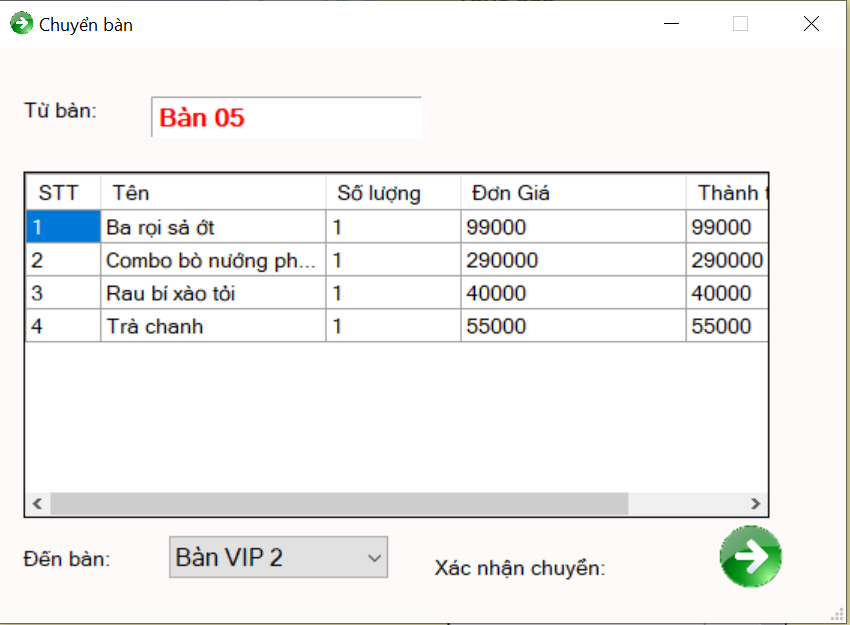 Chuyển bàn
Từ bàn: Bàn 05
STT Tên Số lượng Đơn Giá Thành
1 Ba rọi sả ớt 1 99000 99000
2 Combo bò nướng ph... 1 290000 290000
3 Rau bí xào tỏi 1 40000 40000
4 Trà chanh 1 55000 55000
Đến bàn: Bàn VIP 2 Xác nhận chuyển: